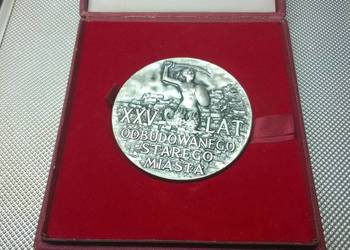 XXV LAT
ODBUDOWANEGO
STAREGO
MIASTA